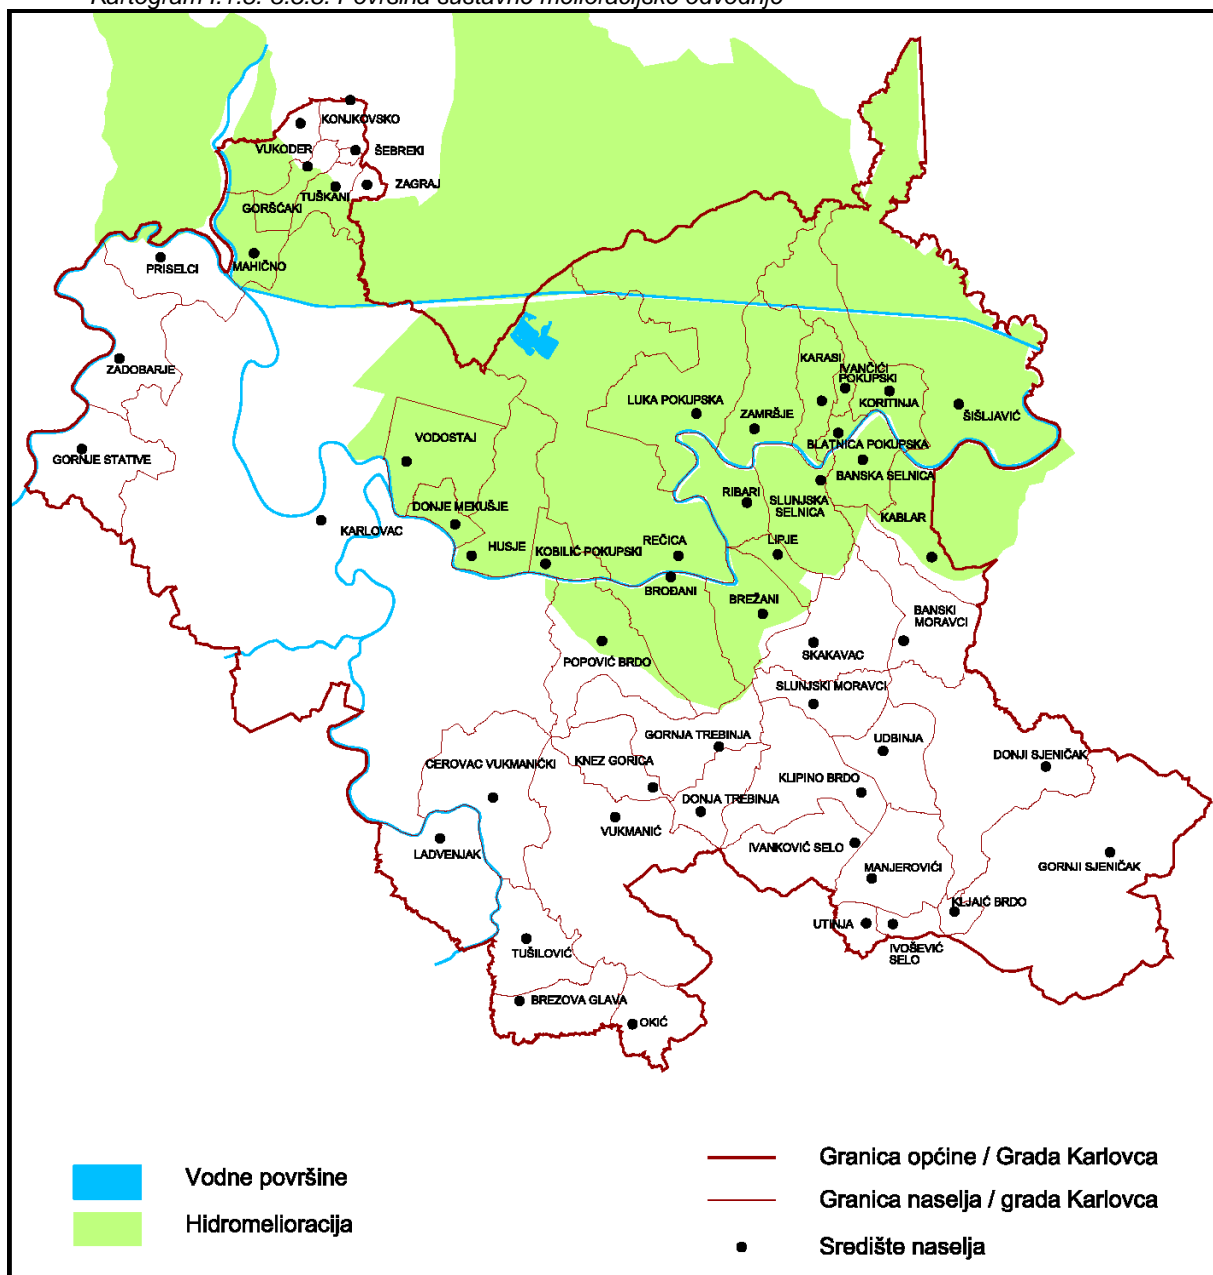 KONJKOVSKO
VUKODER
ŠEBREKI
ZAGRAJ
TUŠKANI
GORŠĆAKI
MAHIČNO
PRISELCI
ZADOBARJE
GORNJE STATIVE
KARLOVAC
VODOSTAJ
DONJE MEKUŠJE
HUSJE
KOBILIĆ POKUPSKI
REČICA
LUKA POKUPSKA
ZAMRŠJE
KARASI
IVANČIĆI
POKUPSKI
KORITINJA
ŠIŠLJAVIĆ
BLATNICA POKUPSKA
BANSKA SELNICA
RIBARI
SLUNJSKA
SELNICA
KABLAR
LIPJE
BROĐANI
BREŽANI
BANSKI
MORAVCI
SKAKAVAC
POPOVIĆ BRDO
SLUNJSKI MORAVCI
GORNJA TREBINJA
UDBINJA
DONJI SJENIČAK
CEROVAC VUKMANIĆKI
KNEZ GORICA
KLIPINO BRDO
DONJA TREBINJA
VUKMANIĆ
LADVENJAK
IVANKOVIĆ SELO
MANJEROVIĆI
GORNJI SJENIČAK
KLJAIĆ BRDO
UTINJA
IVOŠEVIĆ
SELO
TUŠILOVIĆ
BREZOVA GLAVA
OKIĆ
Vodne površine
Hidromelioracija
Granica općine / Grada Karlovca
Granica naselja / grada Karlovca
Središte naselja